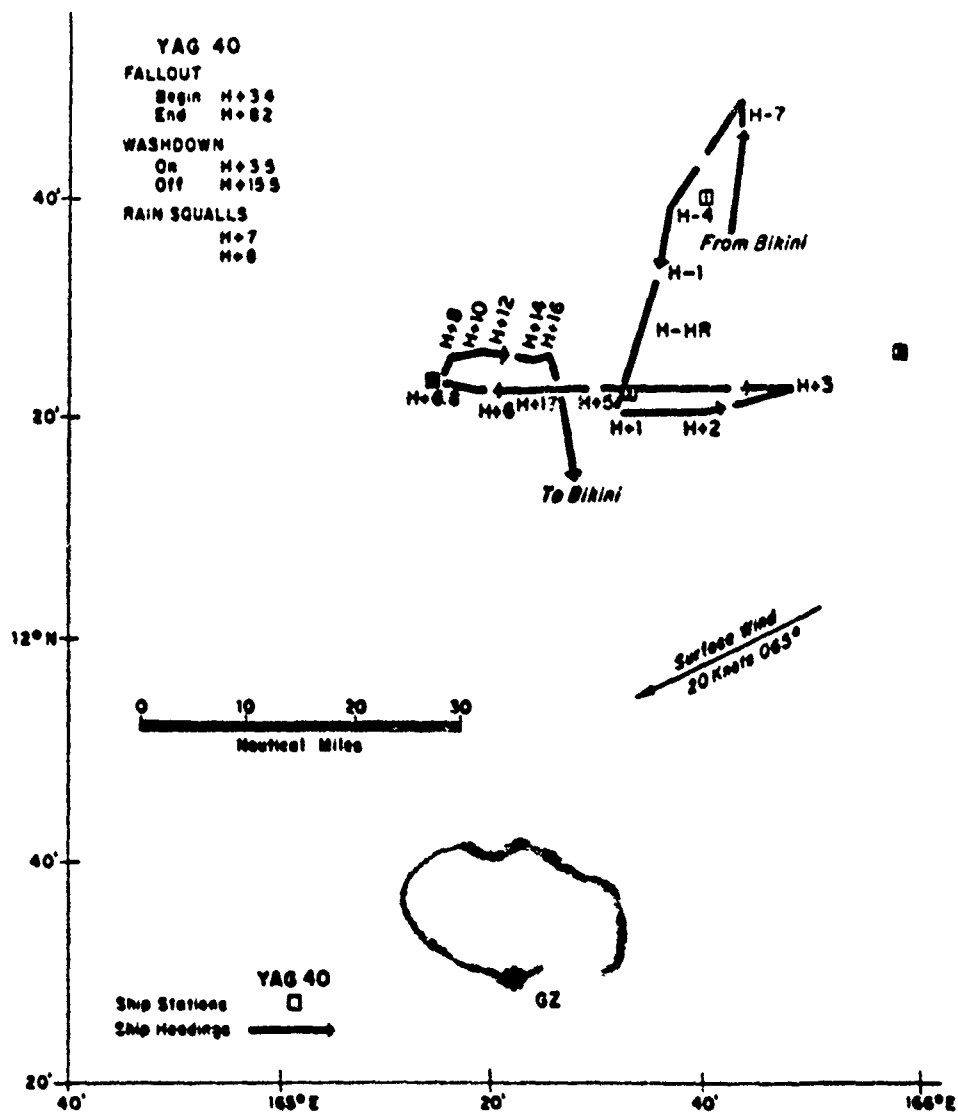 YAG 40
FALLOUT
Begin H+3.4
End H+8.2
WASHDOWN
On H+3.5
Off H+15.5
RAIN SQUALLS
H+7
H+8
H-7
40'
H-4
From Bikini
H-1
H-HR
H+8
H+10
H+12
H+14
H+16
H+6.8
H+6
H+17
H+5
H+3
20'
H+1
H+2
To Bikini
12°N
Surface Wind
20 Knots 065°
0 10 20 30
Nautical Miles
40'
GZ
YAG 40
Ship Stations
Ship Headings
20'
40' 165°E 20' 40' 166°E